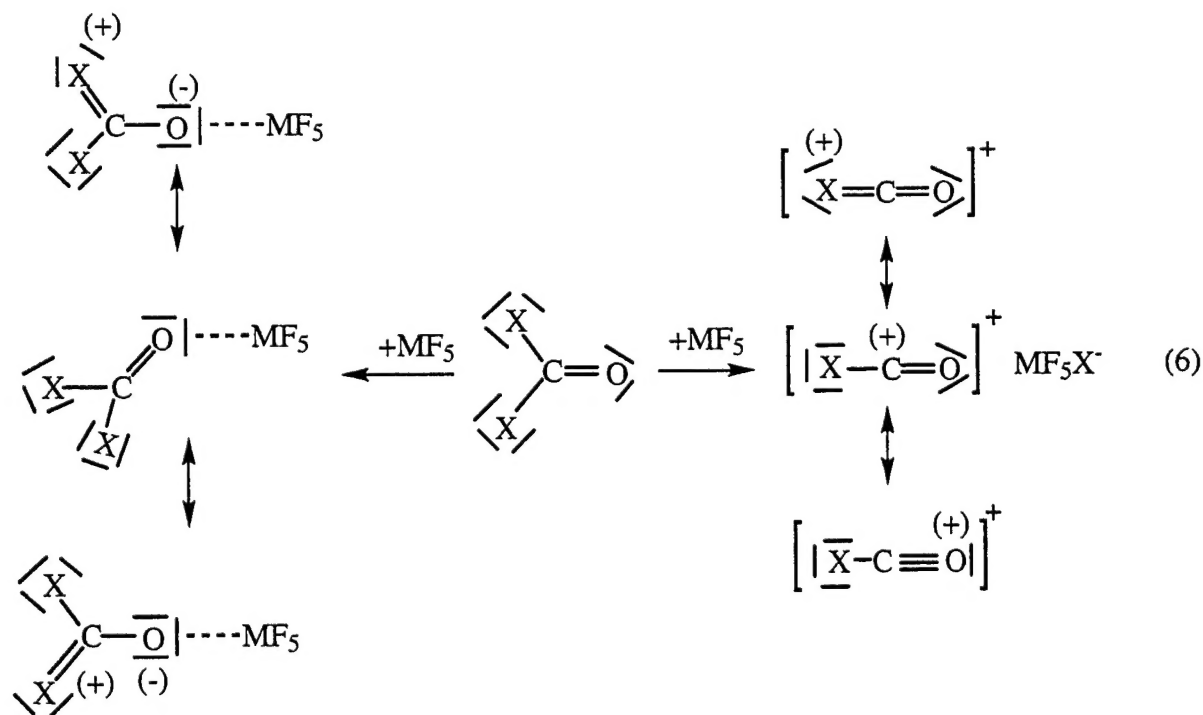 (+)
X
(-)
C — O ---- MF₅
X
O ---- MF₅
X — C
X
X
C — O ---- MF₅
X (+) (-)
+MF₅
X
C = O
X
+MF₅
(+)
[ X = C = O ]⁺
(+)
[ X — C = O ]⁺ MF₅X⁻ (6)
(+)
[ X – C ≡ O ]⁺